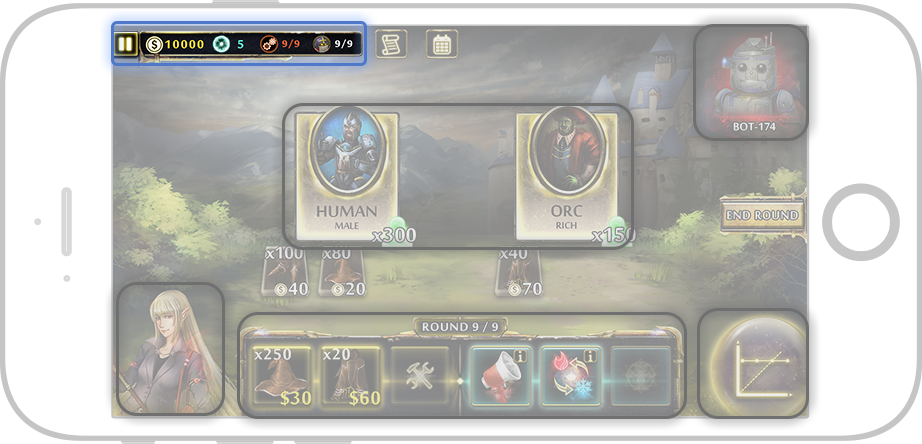 10000 5 9/9 9/9
BOT-174
HUMAN
MALE
x300
ORC
RICH
x150
END ROUND
x100
$40
x80
$20
x40
$70
ROUND 9 / 9
x250
$30
x20
$60
i
i